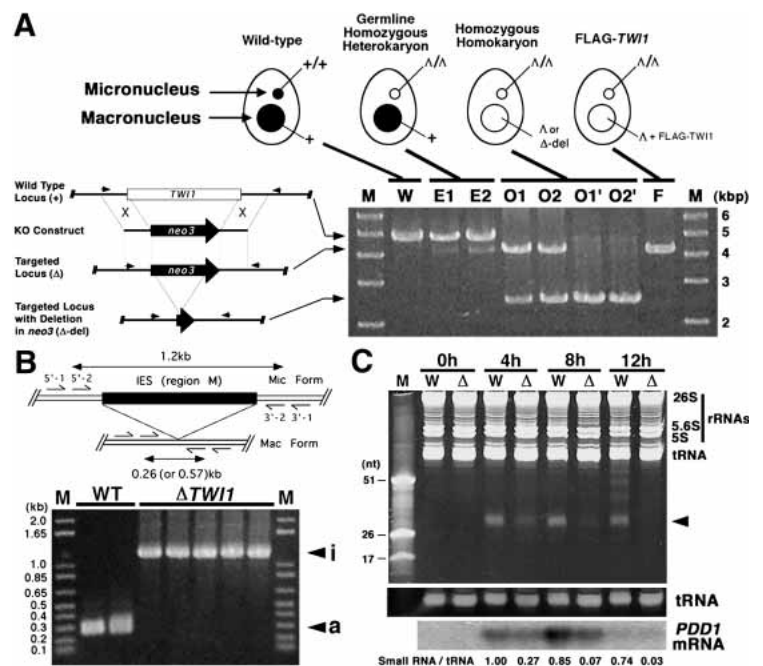 A
Wild-type
Germline
Homozygous
Heterokaryon
Homozygous
Homokaryon
FLAG-TWI1
+/+
Λ/Λ
Λ/Λ
Λ/Λ
Micronucleus
Macronucleus
+
+
Λ or
Δ-del
Λ + FLAG-TWI1
Wild Type
Locus (+)
TWI1
X X
KO Construct
neo3
Targeted
Locus (Δ)
neo3
Targeted Locus
with Deletion
in neo3 (Δ-del)
M W E1 E2 O1 O2 O1' O2' F M (kbp)
6
5
4
3
2
B
1.2kb
5'-1 5'-2
IES (region M)
Mic Form
3'-2 3'-1
Mac Form
0.26 (or 0.57)kb
M WT ΔTWI1 M
(kb)
2.0
1.65
1.0
0.85
0.65
0.5
0.4
0.3
0.2
0.1
i
a
C
0h 4h 8h 12h
M W Δ W Δ W Δ W Δ
26S
5.6S
5S
rRNAs
tRNA
(nt)
51
26
17
tRNA
PDD1
mRNA
Small RNA / tRNA 1.00 0.27 0.85 0.07 0.74 0.03